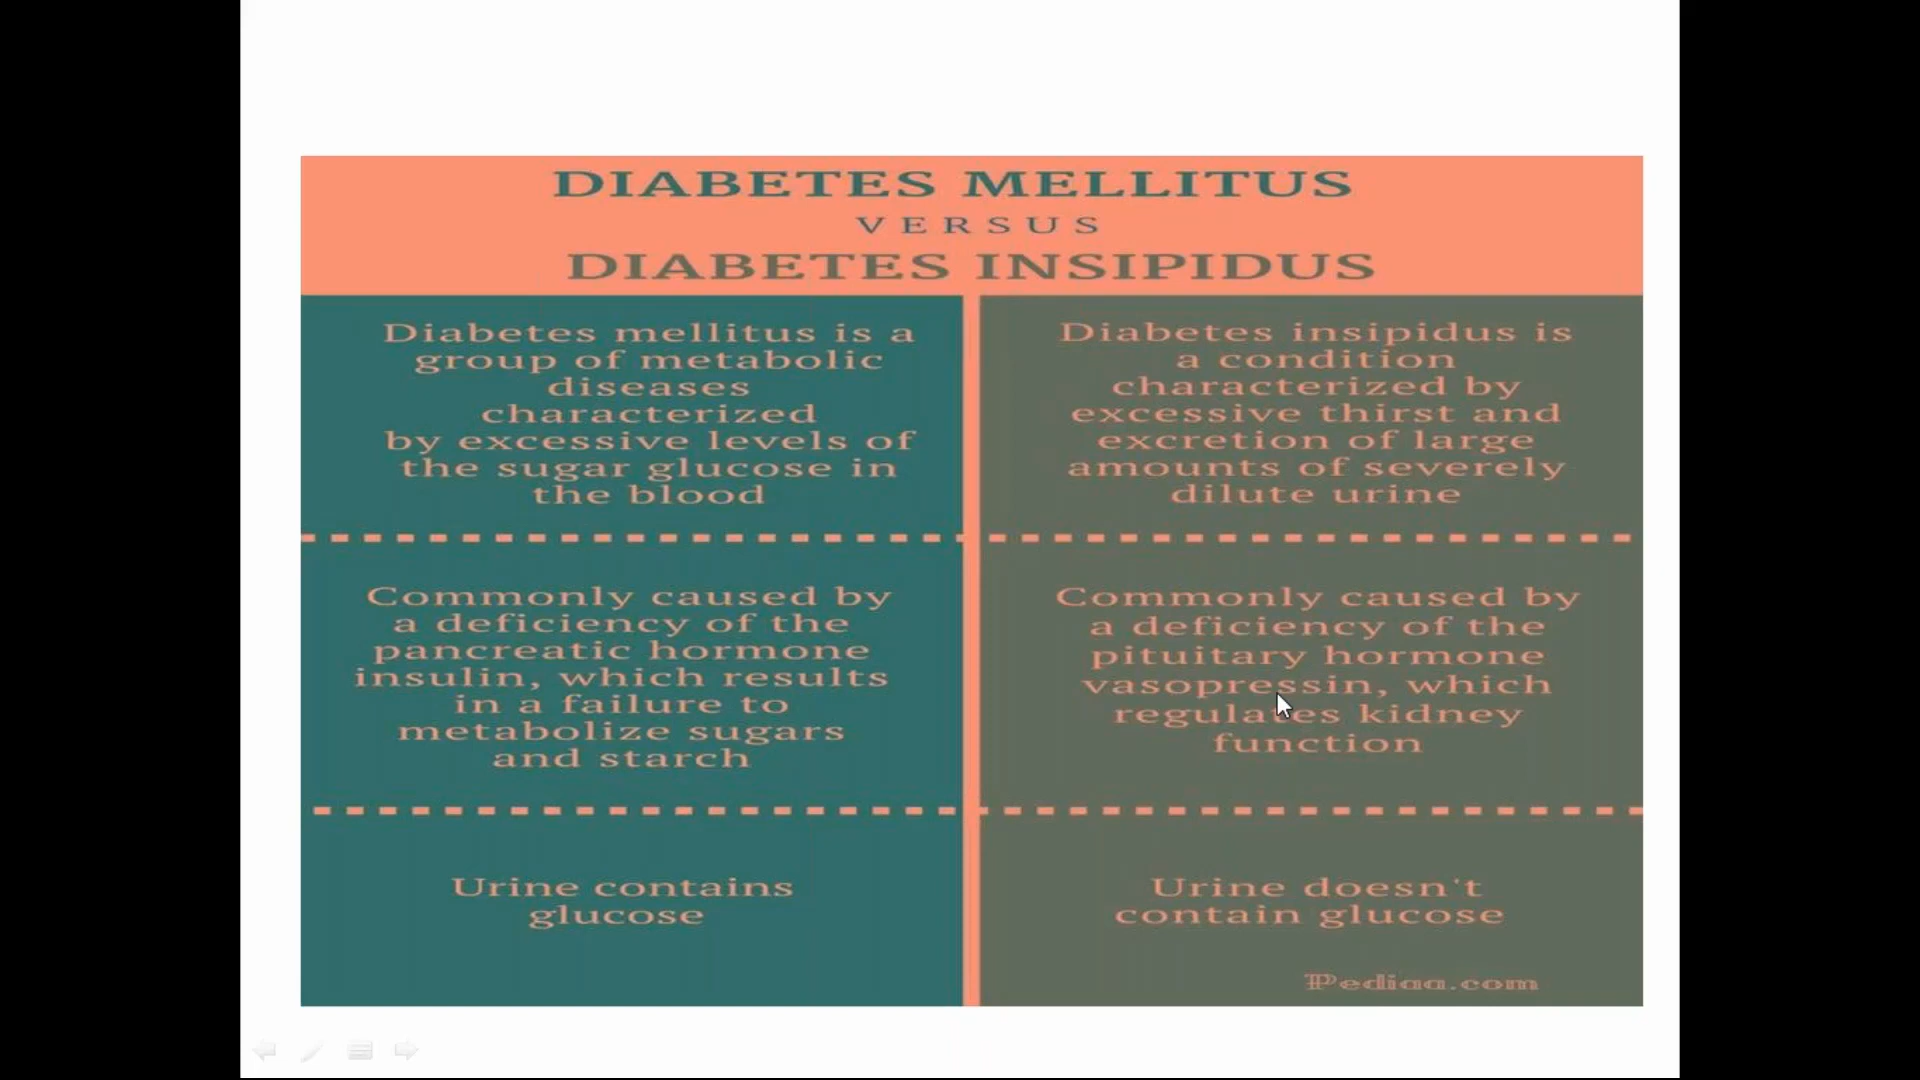 DIABETES MELLITUS
VERSUS
DIABETES INSIPIDUS
Diabetes mellitus is a
group of metabolic
diseases
characterized
by excessive levels of
the sugar glucose in
the blood
Diabetes insipidus is
a condition
characterized by
excessive thirst and
excretion of large
amounts of severely
dilute urine
Commonly caused by
a deficiency of the
pancreatic hormone
insulin, which results
in a failure to
metabolize sugars
and starch
Commonly caused by
a deficiency of the
pituitary hormone
vasopressin, which
regulates kidney
function
Urine contains
glucose
Urine doesn't
contain glucose
Pediaa.com